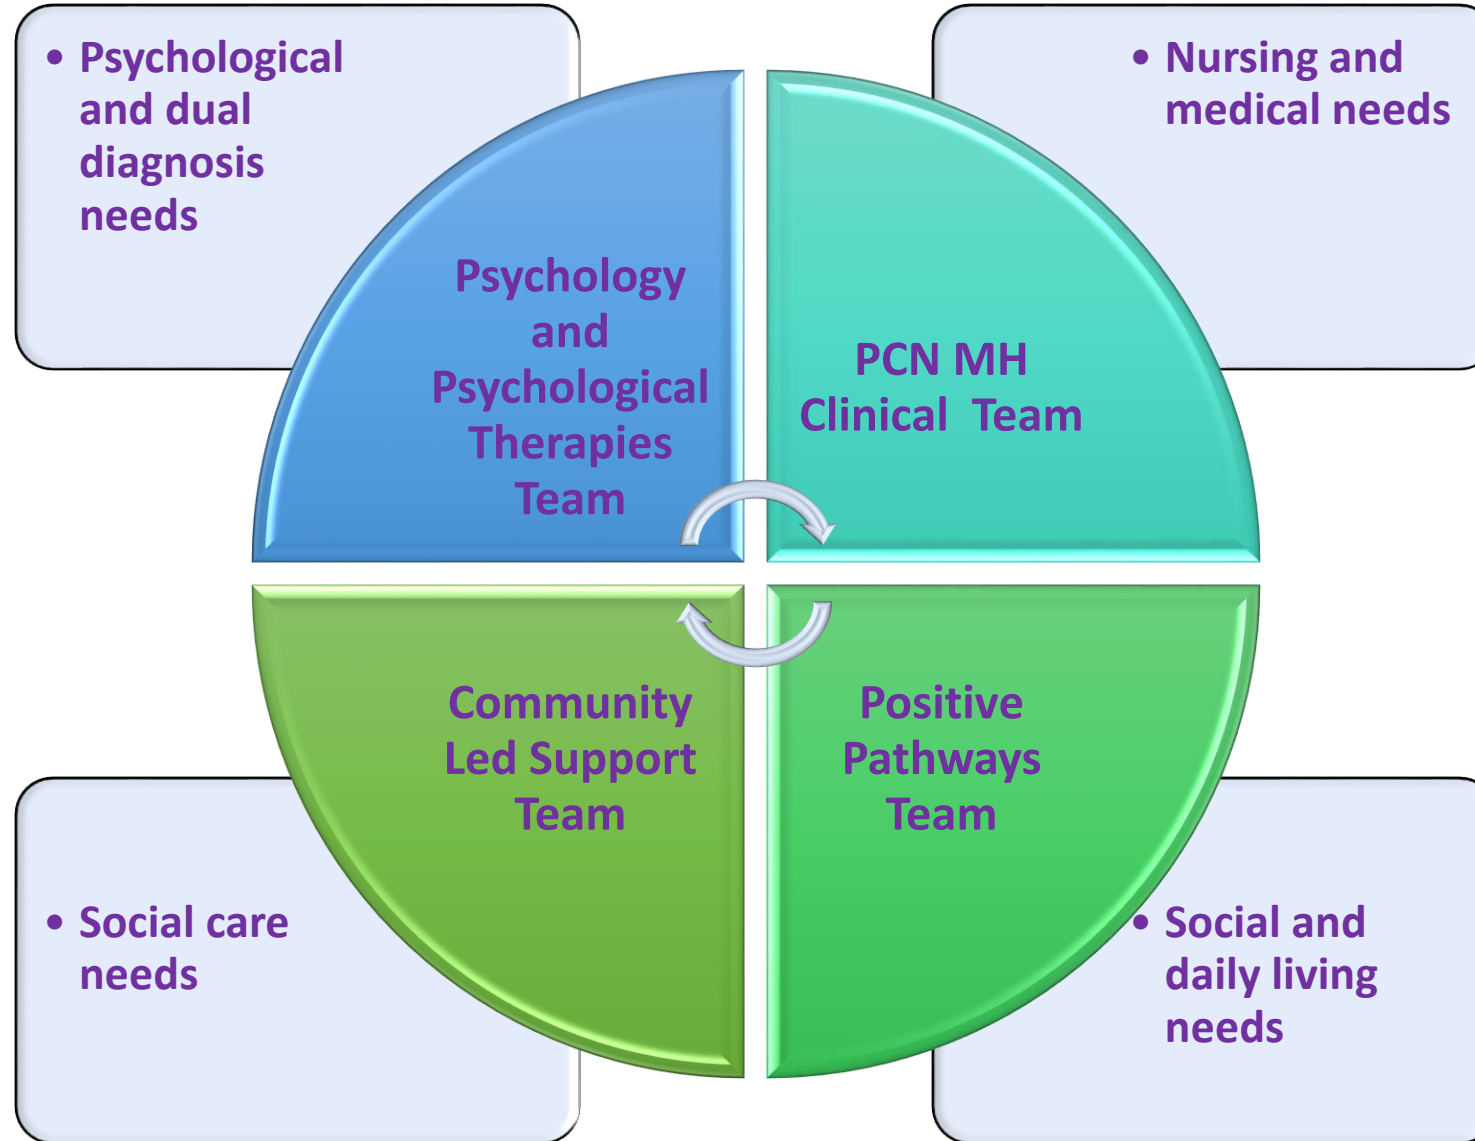 • Psychological
and dual
diagnosis
needs
• Nursing and
medical needs
Psychology
and
Psychological
Therapies
Team
PCN MH
Clinical  Team
Community
Led Support
Team
Positive
Pathways
Team
• Social care
needs
• Social and
daily living
needs